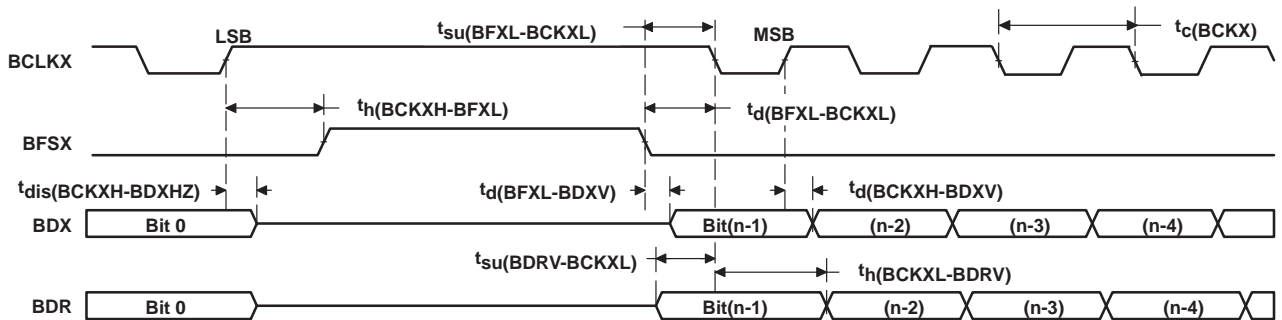 LSB tsu(BFXL-BCKXL) MSB tc(BCKX)
BCLKX
th(BCKXH-BFXL) td(BFXL-BCKXL)
BFSX
tdis(BCKXH-BDXHZ) td(BFXL-BDXV) td(BCKXH-BDXV)
BDX Bit 0 Bit(n-1) (n-2) (n-3) (n-4)
tsu(BDRV-BCKXL) th(BCKXL-BDRV)
BDR Bit 0 Bit(n-1) (n-2) (n-3) (n-4)